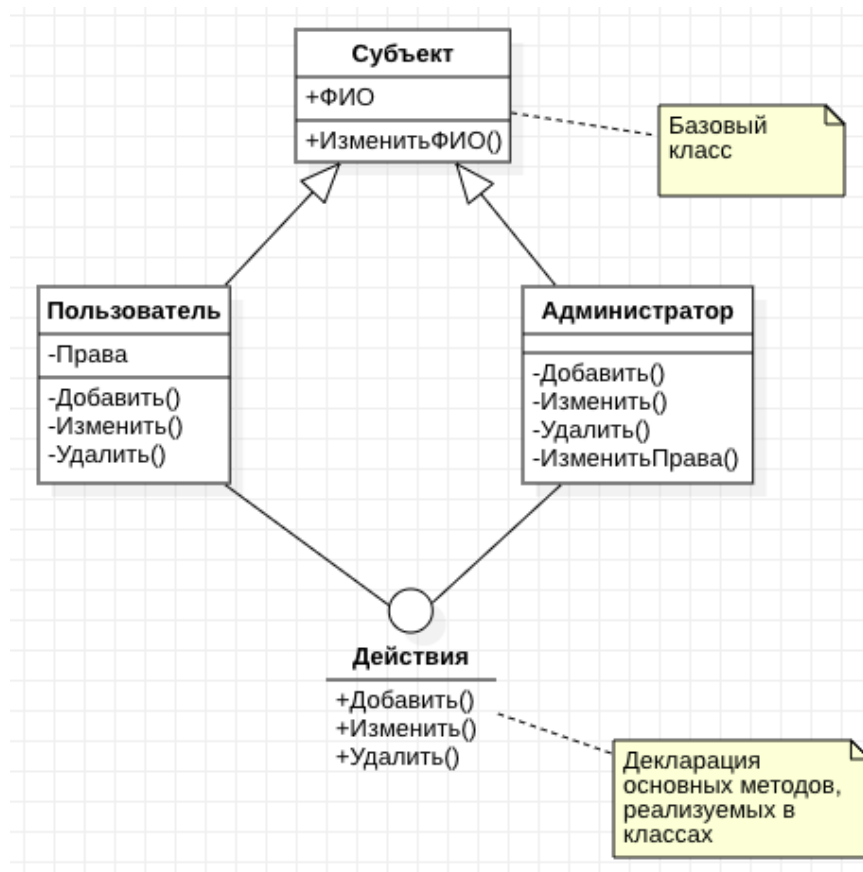 Субъект
+ФИО
+ИзменитьФИО()
Базовый
класс
Пользователь
-Права
-Добавить()
-Изменить()
-Удалить()
Администратор
-Добавить()
-Изменить()
-Удалить()
-ИзменитьПрава()
Действия
+Добавить()
+Изменить()
+Удалить()
Декларация
основных методов,
реализуемых в
классах